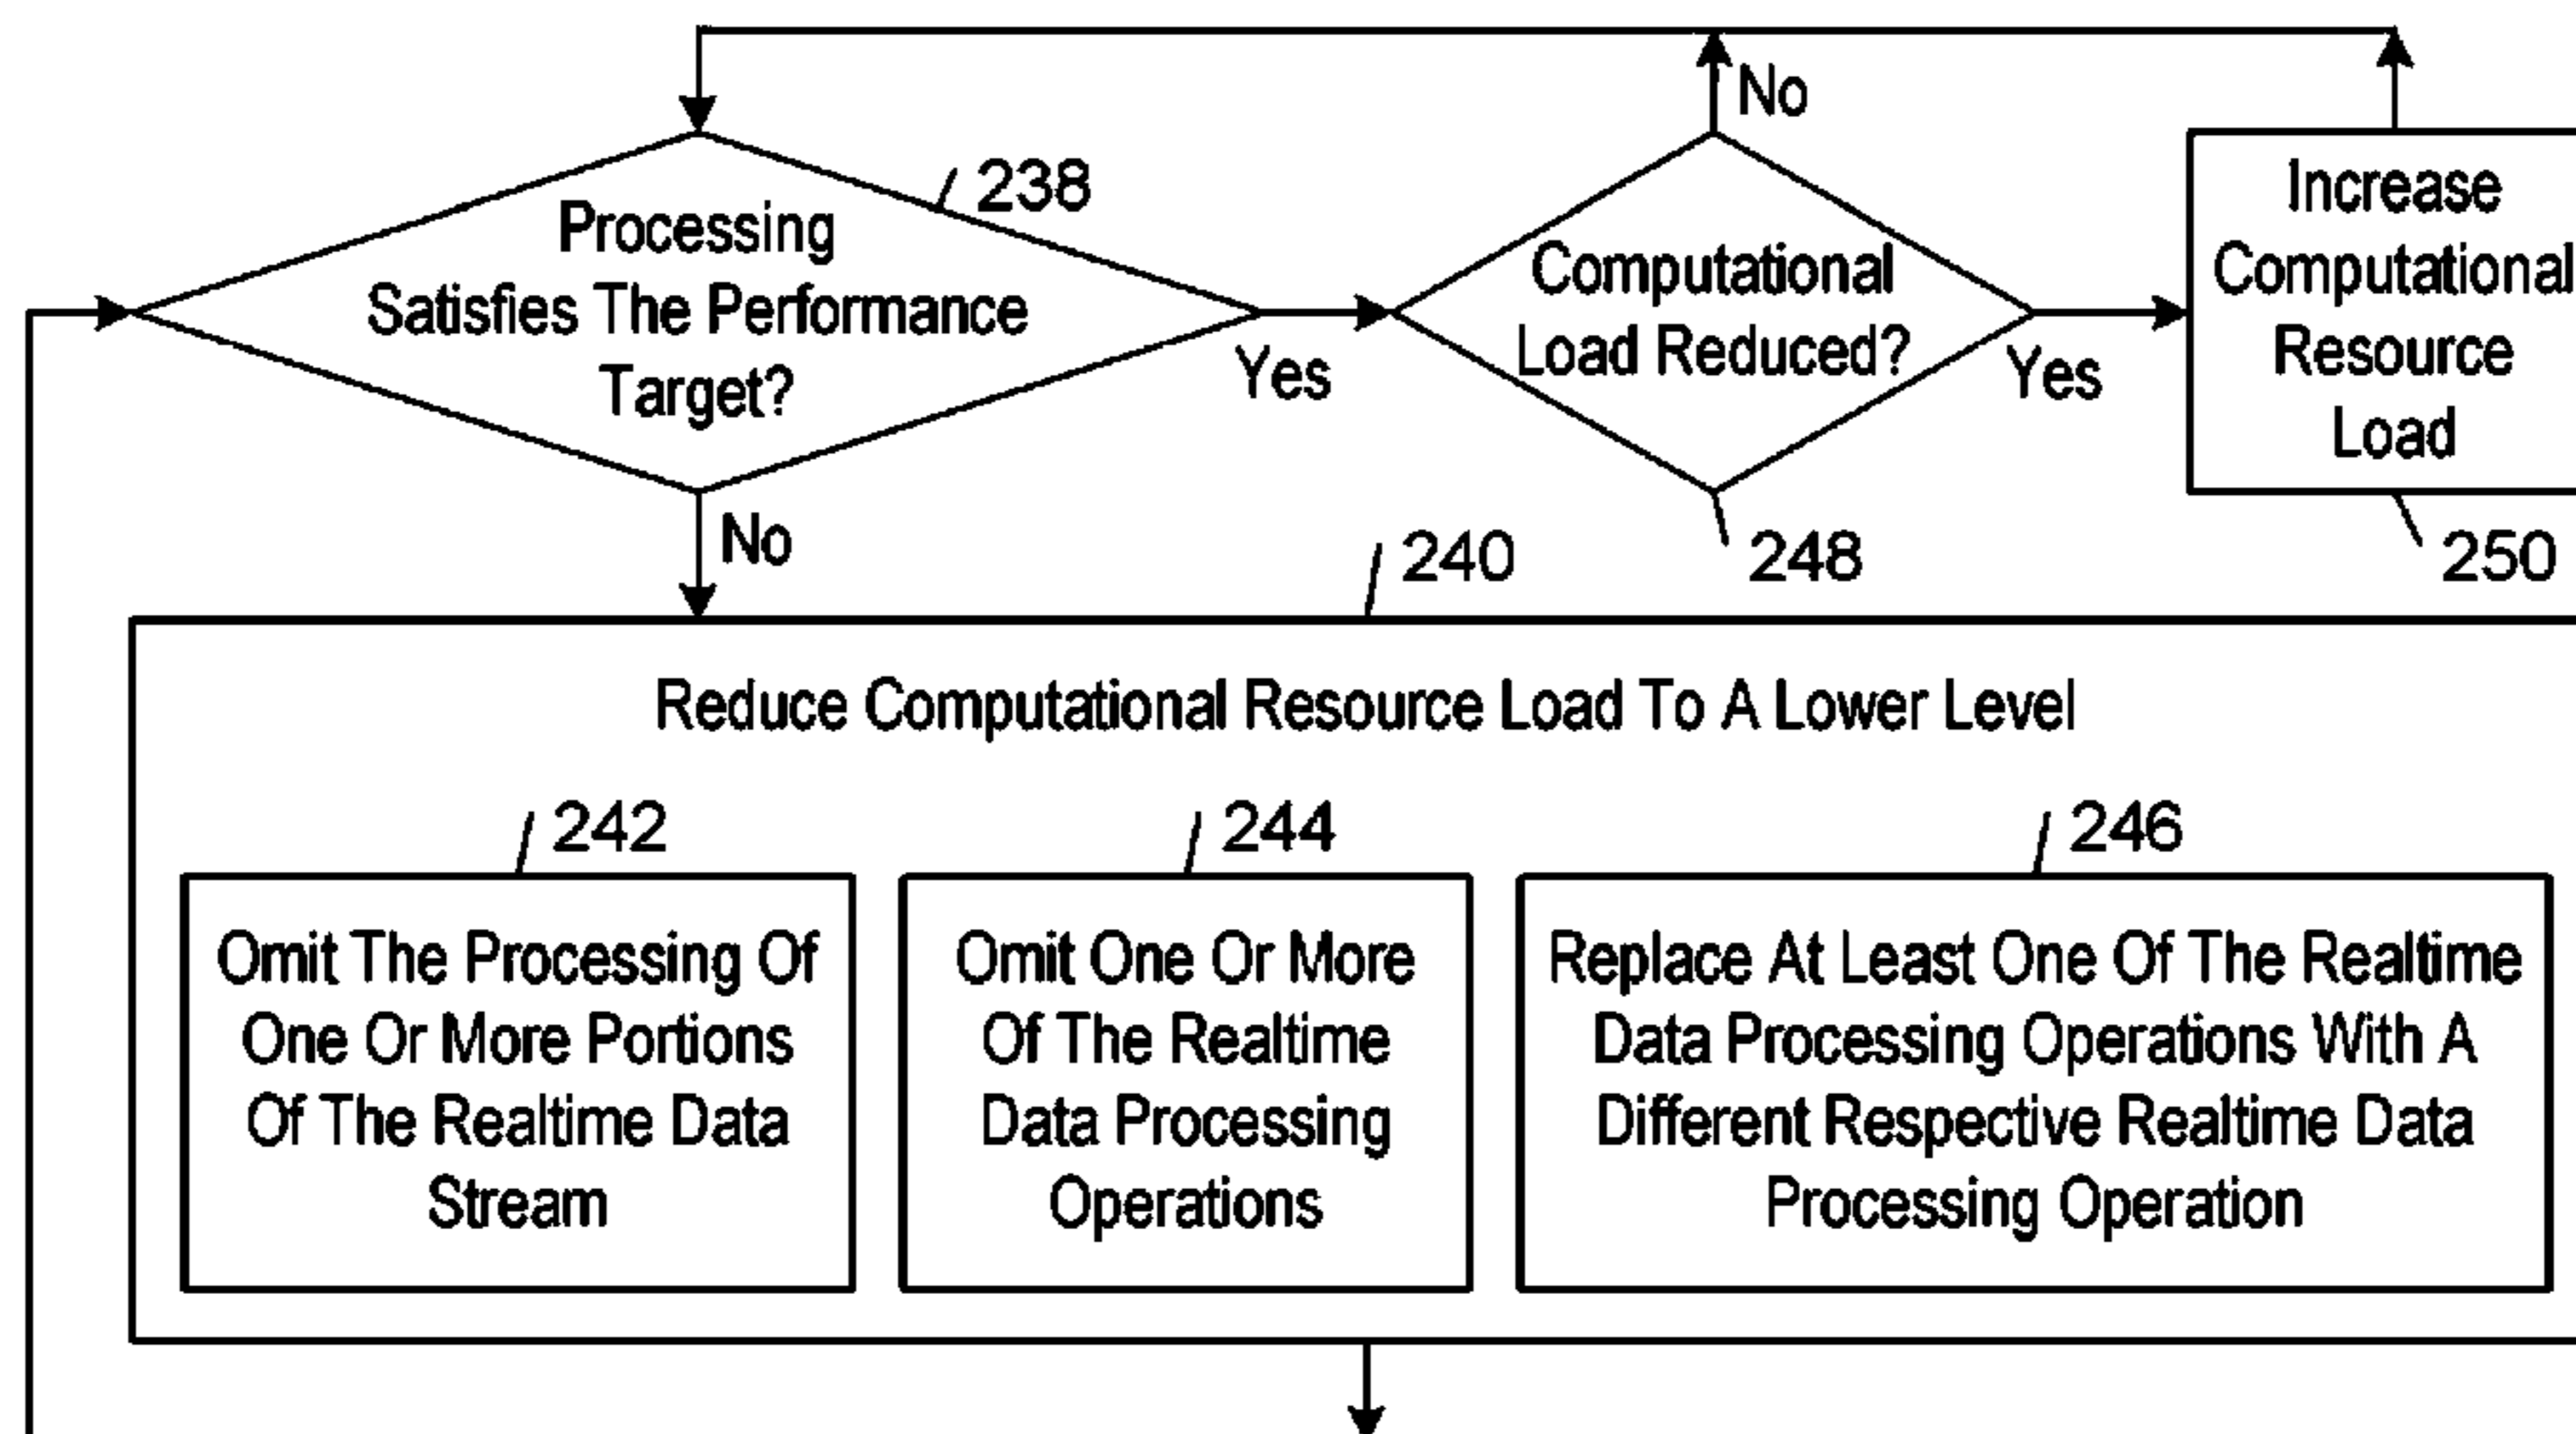 No
238
Processing
Satisfies The Performance
Target?
Yes
Computational
Load Reduced?
Yes
Increase
Computational
Resource
Load
No
240
248
250
Reduce Computational Resource Load To A Lower Level
242
244
246
Omit The Processing Of
One Or More Portions
Of The Realtime Data
Stream
Omit One Or More
Of The Realtime
Data Processing
Operations
Replace At Least One Of The Realtime
Data Processing Operations With A
Different Respective Realtime Data
Processing Operation